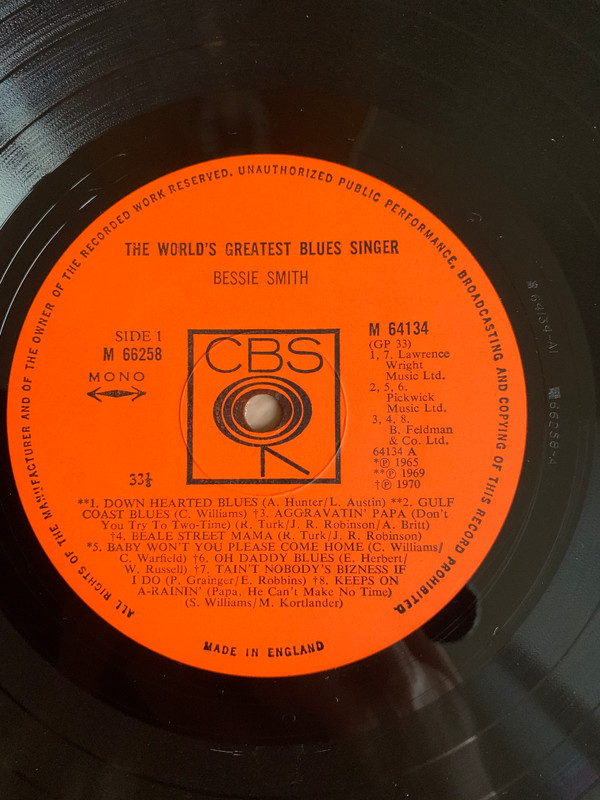 ALL RIGHTS OF THE MANUFACTURER AND OF THE OWNER OF THE RECORDED WORK RESERVED. UNAUTHORIZED PUBLIC PERFORMANCE, BROADCASTING AND COPYING OF THIS RECORD PROHIBITED.
THE WORLD'S GREATEST BLUES SINGER
BESSIE SMITH
SIDE 1
M 66258
MONO
33⅓
CBS
M 64134
(GP 33)
1, 7. Lawrence
Wright
Music Ltd.
2, 5, 6.
Pickwick
Music Ltd.
3, 4, 8.
B. Feldman
& Co. Ltd.
64134 A
*℗ 1965
**℗ 1969
†℗ 1970
**1. DOWN HEARTED BLUES (A. Hunter/L. Austin) **2. GULF
COAST BLUES (C. Williams) †3. AGGRAVATIN' PAPA (Don't
You Try To Two-Time) (R. Turk/J. R. Robinson/A. Britt)
†4. BEALE STREET MAMA (R. Turk/J. R. Robinson)
*5. BABY WON'T YOU PLEASE COME HOME (C. Williams/
C. Warfield) †6. OH DADDY BLUES (E. Herbert/
W. Russell) †7. TAIN'T NOBODY'S BIZNESS IF
I DO (P. Grainger/E. Robbins) †8. KEEPS ON
A-RAININ' (Papa, He Can't Make No Time)
(S. Williams/M. Kortlander)
MADE IN ENGLAND
64134-A1
66258-A